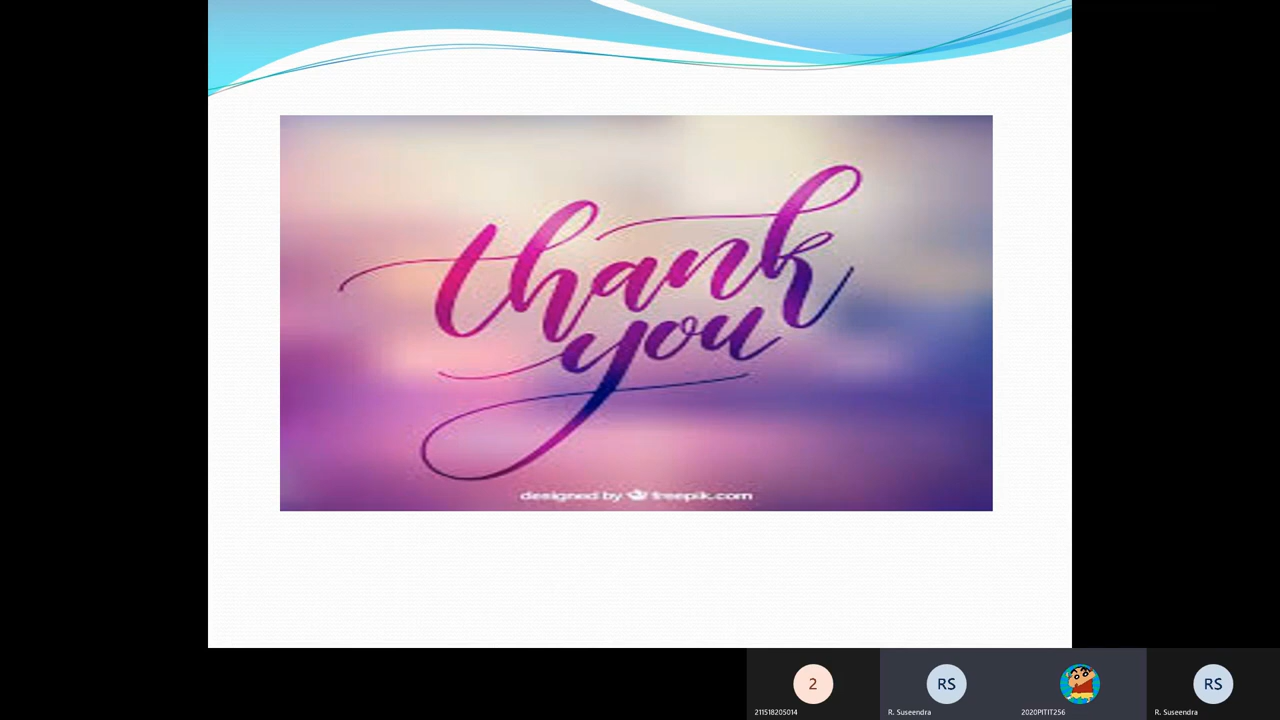 thank
you
designed by freepik.com
2
RS
RS
211518205014
R. Suseendra
2020PITIT256
R. Suseendra